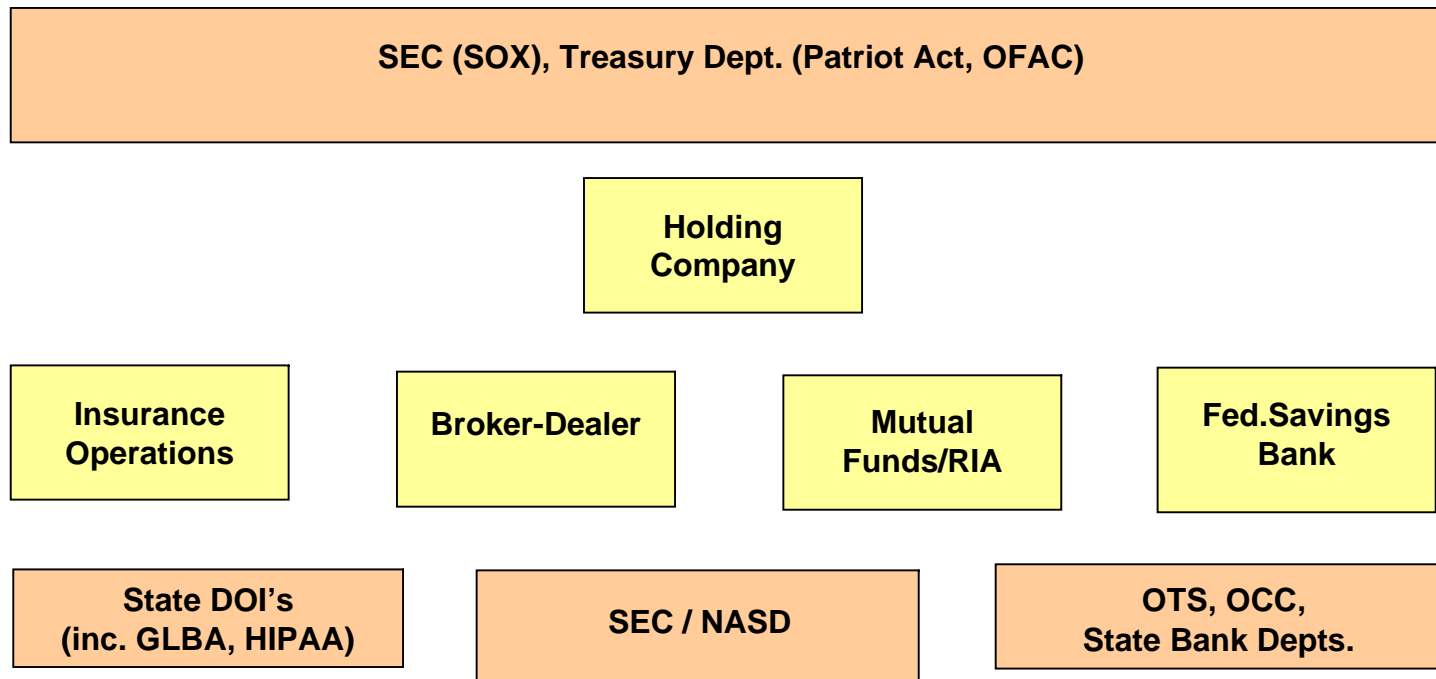 SEC (SOX), Treasury Dept. (Patriot Act, OFAC)
Holding
Company
Insurance
Operations
Broker-Dealer
Mutual
Funds/RIA
Fed.Savings
Bank
State DOI’s
(inc. GLBA, HIPAA)
SEC / NASD
OTS, OCC,
State Bank Depts.